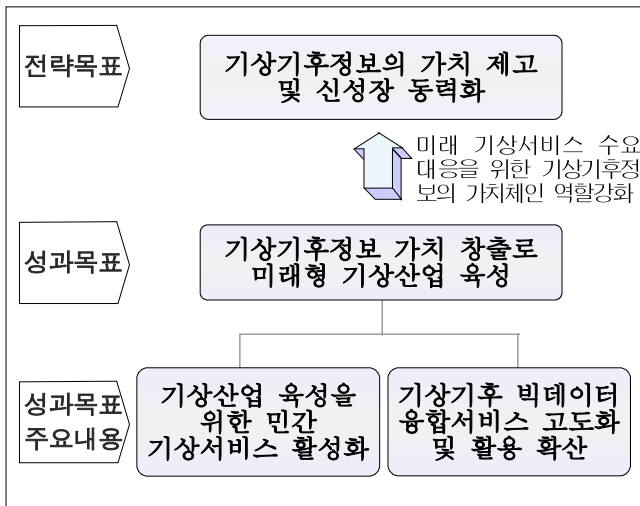 전략목표
기상기후정보의 가치 제고
및 신성장 동력화
미래 기상서비스 수요
대응을 위한 기상기후정
보의 가치체인 역할강화
성과목표
기상기후정보 가치 창출로
미래형 기상산업 육성
성과목표
주요내용
기상산업 육성을
위한 민간
기상서비스 활성화
기상기후 빅데이터
융합서비스 고도화
및 활용 확산